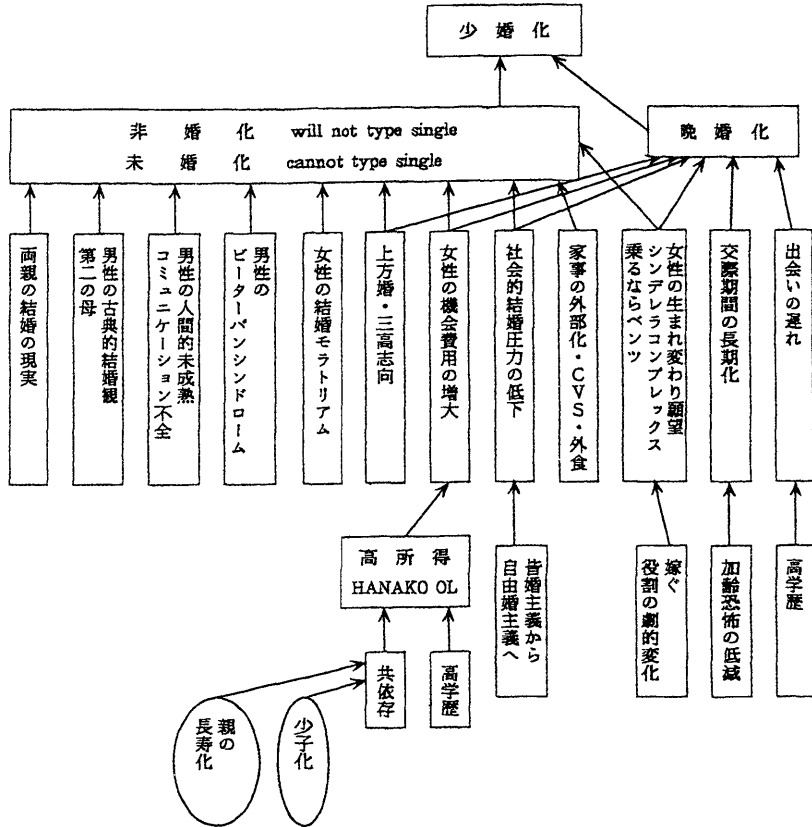 少婚化
非婚化 will not type single
未婚化 cannot type single
晩婚化
両親の結婚の現実
男性の古典的結婚観
第二の母
男性の人間的未成熟
コミュニケーション不全
男性の
ピーターパンシンドローム
女性の結婚モラトリアム
上方婚・三高志向
女性の機会費用の増大
社会的結婚圧力の低下
家事の外部化・CVS・外食
女性の生まれ変わり願望
シンデレラコンプレックス
乗るならベンツ
交際期間の長期化
出会いの遅れ
高所得
HANAKO OL
皆婚主義から
自由婚主義へ
嫁ぐ
役割の劇的変化
加齢恐怖の低減
高学歴
共依存
高学歴
親の
長寿化
少子化